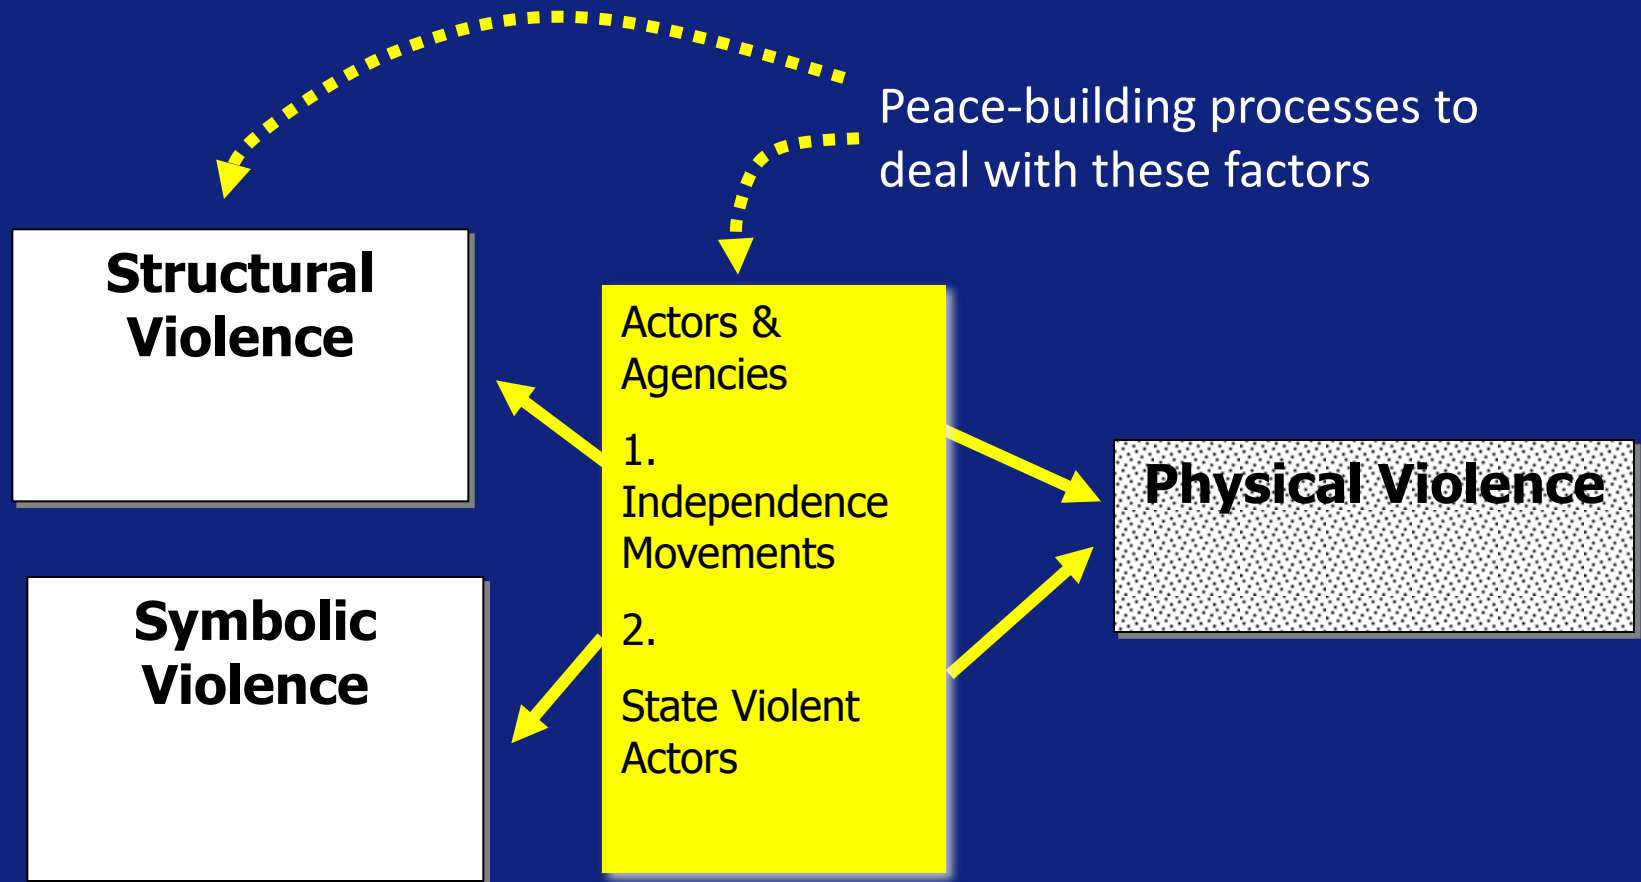 Peace-building processes to
deal with these factors
Structural
Violence
Actors &
Agencies
1.
Independence
Movements
2.
State Violent
Actors
Physical Violence
Symbolic
Violence